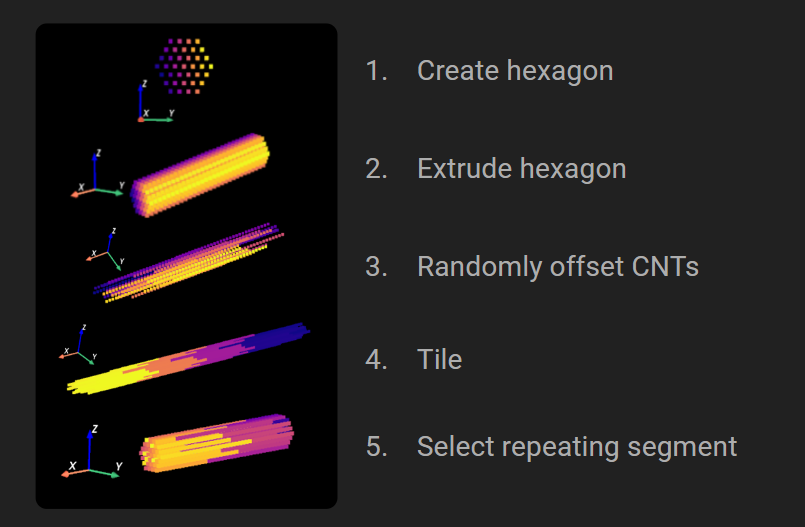 Z
X Y
1. Create hexagon
Z
X Y
2. Extrude hexagon
Z
X
Y
3. Randomly offset CNTs
Z
X
Y
4. Tile
Z
X Y
5. Select repeating segment